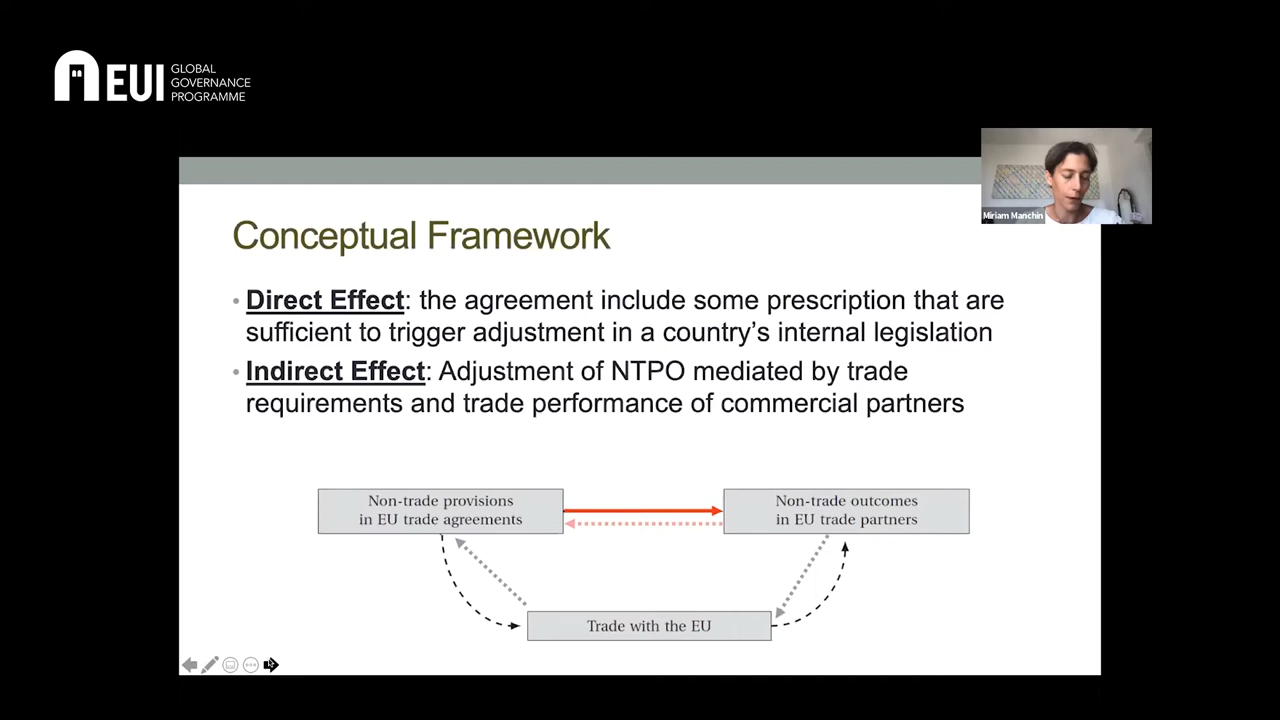 EUI GLOBAL
GOVERNANCE
PROGRAMME
Miriam Manchin
Conceptual Framework
• Direct Effect: the agreement include some prescription that are
sufficient to trigger adjustment in a country’s internal legislation
• Indirect Effect: Adjustment of NTPO mediated by trade
requirements and trade performance of commercial partners
Non-trade provisions
in EU trade agreements
Non-trade outcomes
in EU trade partners
Trade with the EU